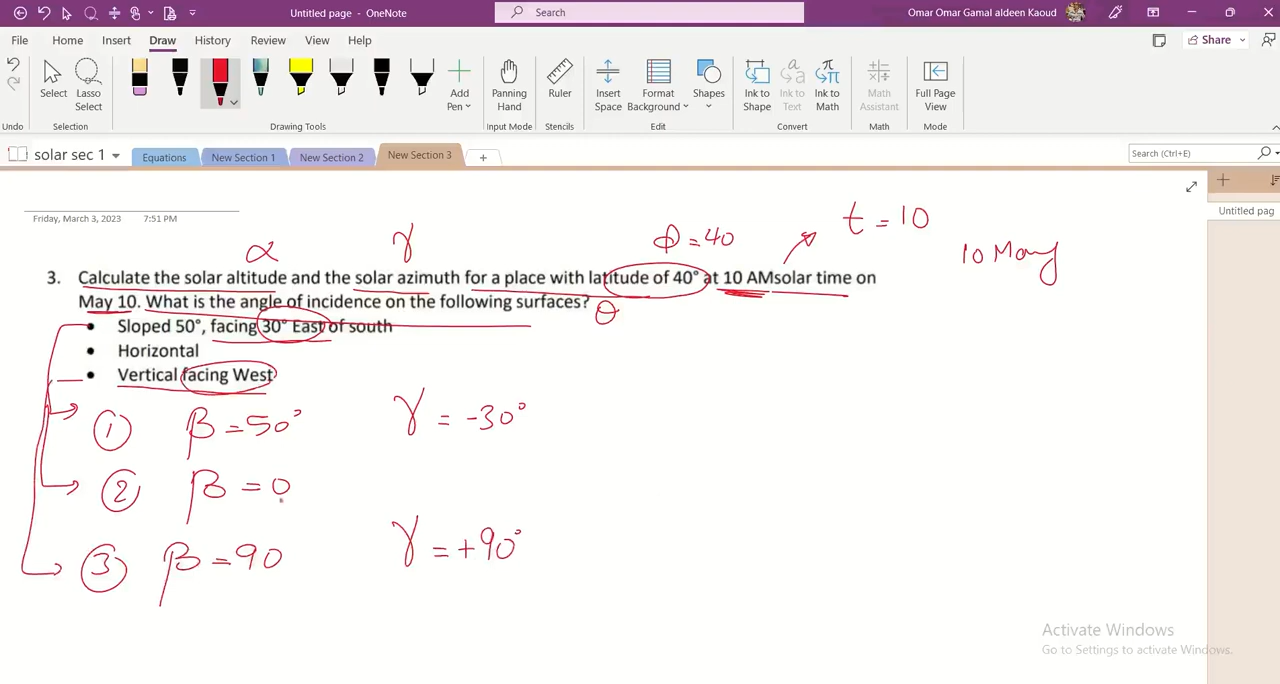 Untitled page - OneNote
Search
Omar Omar Gamal aldeen Kaoud
File Home Insert Draw History Review View Help
Share
Select
Lasso Select
Add Pen
Panning Hand
Ruler
Insert Space
Format Background
Shapes
Ink to Shape
Ink to Text
Ink to Math
Math Assistant
Full Page View
Undo Selection Drawing Tools Input Mode Stencils Edit Convert Math Mode
solar sec 1
Equations New Section 1 New Section 2 New Section 3
Search (Ctrl+E)
Untitled pag
Friday, March 3, 2023 7:51 PM
t = 10
10 May
α γ ϕ = 40
3. Calculate the solar altitude and the solar azimuth for a place with latitude of 40° at 10 AMsolar time on
May 10. What is the angle of incidence on the following surfaces?
θ
• Sloped 50°, facing 30° East of south
• Horizontal
• Vertical facing West
① β = 50° γ = -30°
② β = 0
③ β = 90 γ = +90°
Activate Windows
Go to Settings to activate Windows.